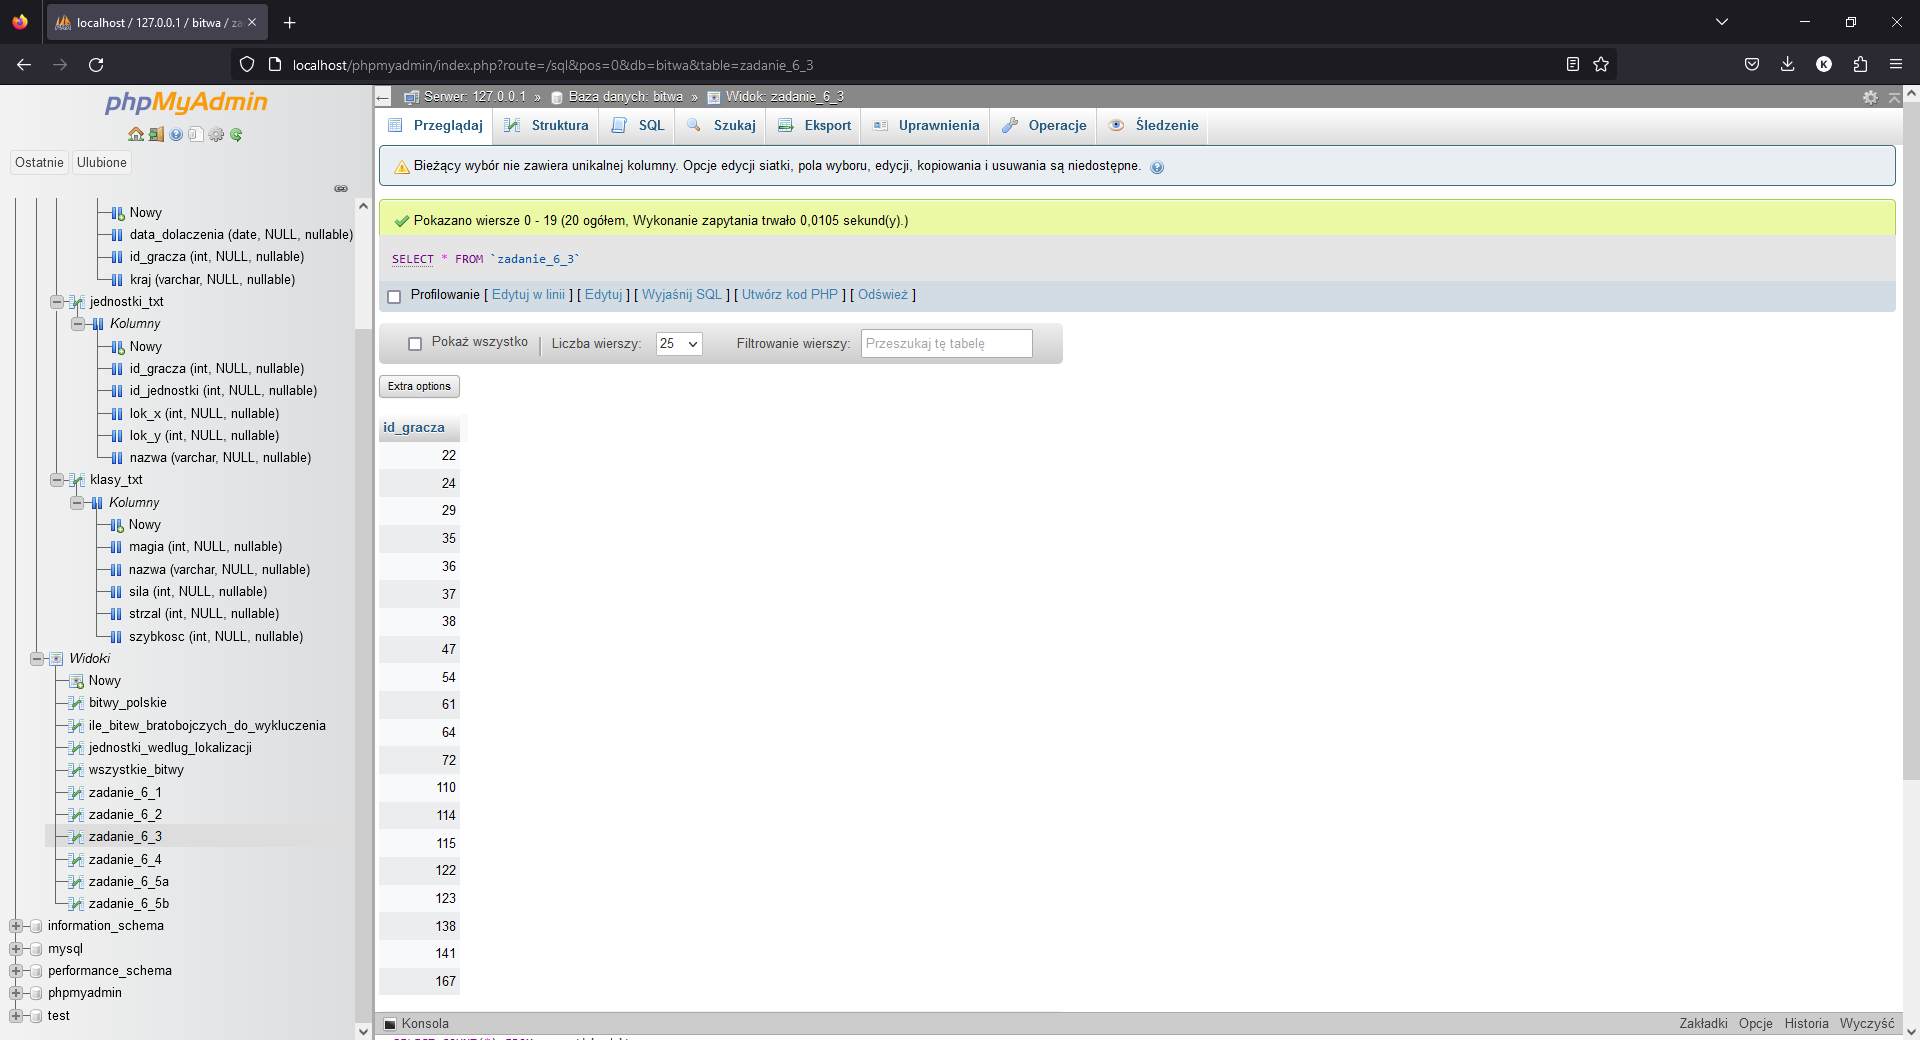 localhost / 127.0.0.1 / bitwa / za
localhost/phpmyadmin/index.php?route=/sql&pos=0&db=bitwa&table=zadanie_6_3
K
phpMyAdmin
Ostatnie
Ulubione
Nowy
data_dolaczenia (date, NULL, nullable)
id_gracza (int, NULL, nullable)
kraj (varchar, NULL, nullable)
jednostki_txt
Kolumny
Nowy
id_gracza (int, NULL, nullable)
id_jednostki (int, NULL, nullable)
lok_x (int, NULL, nullable)
lok_y (int, NULL, nullable)
nazwa (varchar, NULL, nullable)
klasy_txt
Kolumny
Nowy
magia (int, NULL, nullable)
nazwa (varchar, NULL, nullable)
sila (int, NULL, nullable)
strzal (int, NULL, nullable)
szybkosc (int, NULL, nullable)
Widoki
Nowy
bitwy_polskie
ile_bitew_bratobojczych_do_wykluczenia
jednostki_wedlug_lokalizacji
wszystkie_bitwy
zadanie_6_1
zadanie_6_2
zadanie_6_3
zadanie_6_4
zadanie_6_5a
zadanie_6_5b
information_schema
mysql
performance_schema
phpmyadmin
test
Serwer: 127.0.0.1 » Baza danych: bitwa » Widok: zadanie_6_3
Przeglądaj Struktura SQL Szukaj Eksport Uprawnienia Operacje Śledzenie
Bieżący wybór nie zawiera unikalnej kolumny. Opcje edycji siatki, pola wyboru, edycji, kopiowania i usuwania są niedostępne.
Pokazano wiersze 0 - 19 (20 ogółem, Wykonanie zapytania trwało 0,0105 sekund(y).)
SELECT * FROM `zadanie_6_3`
Profilowanie [ Edytuj w linii ] [ Edytuj ] [ Wyjaśnij SQL ] [ Utwórz kod PHP ] [ Odśwież ]
Pokaż wszystko | Liczba wierszy: 25 Filtrowanie wierszy: Przeszukaj tę tabelę
Extra options
id_gracza
22
24
29
35
36
37
38
47
54
61
64
72
110
114
115
122
123
138
141
167
Konsola
Zakładki Opcje Historia Wyczyść